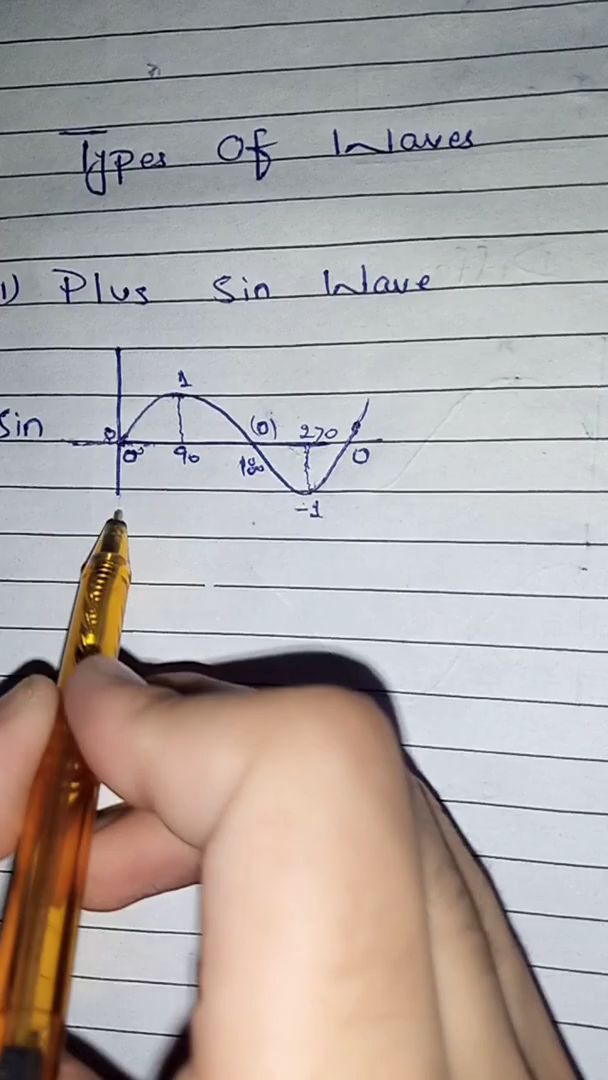 Types Of Waves
1) Plus Sin Wave
1
Sin
0 (0) 270
0° 90 180 0
-1